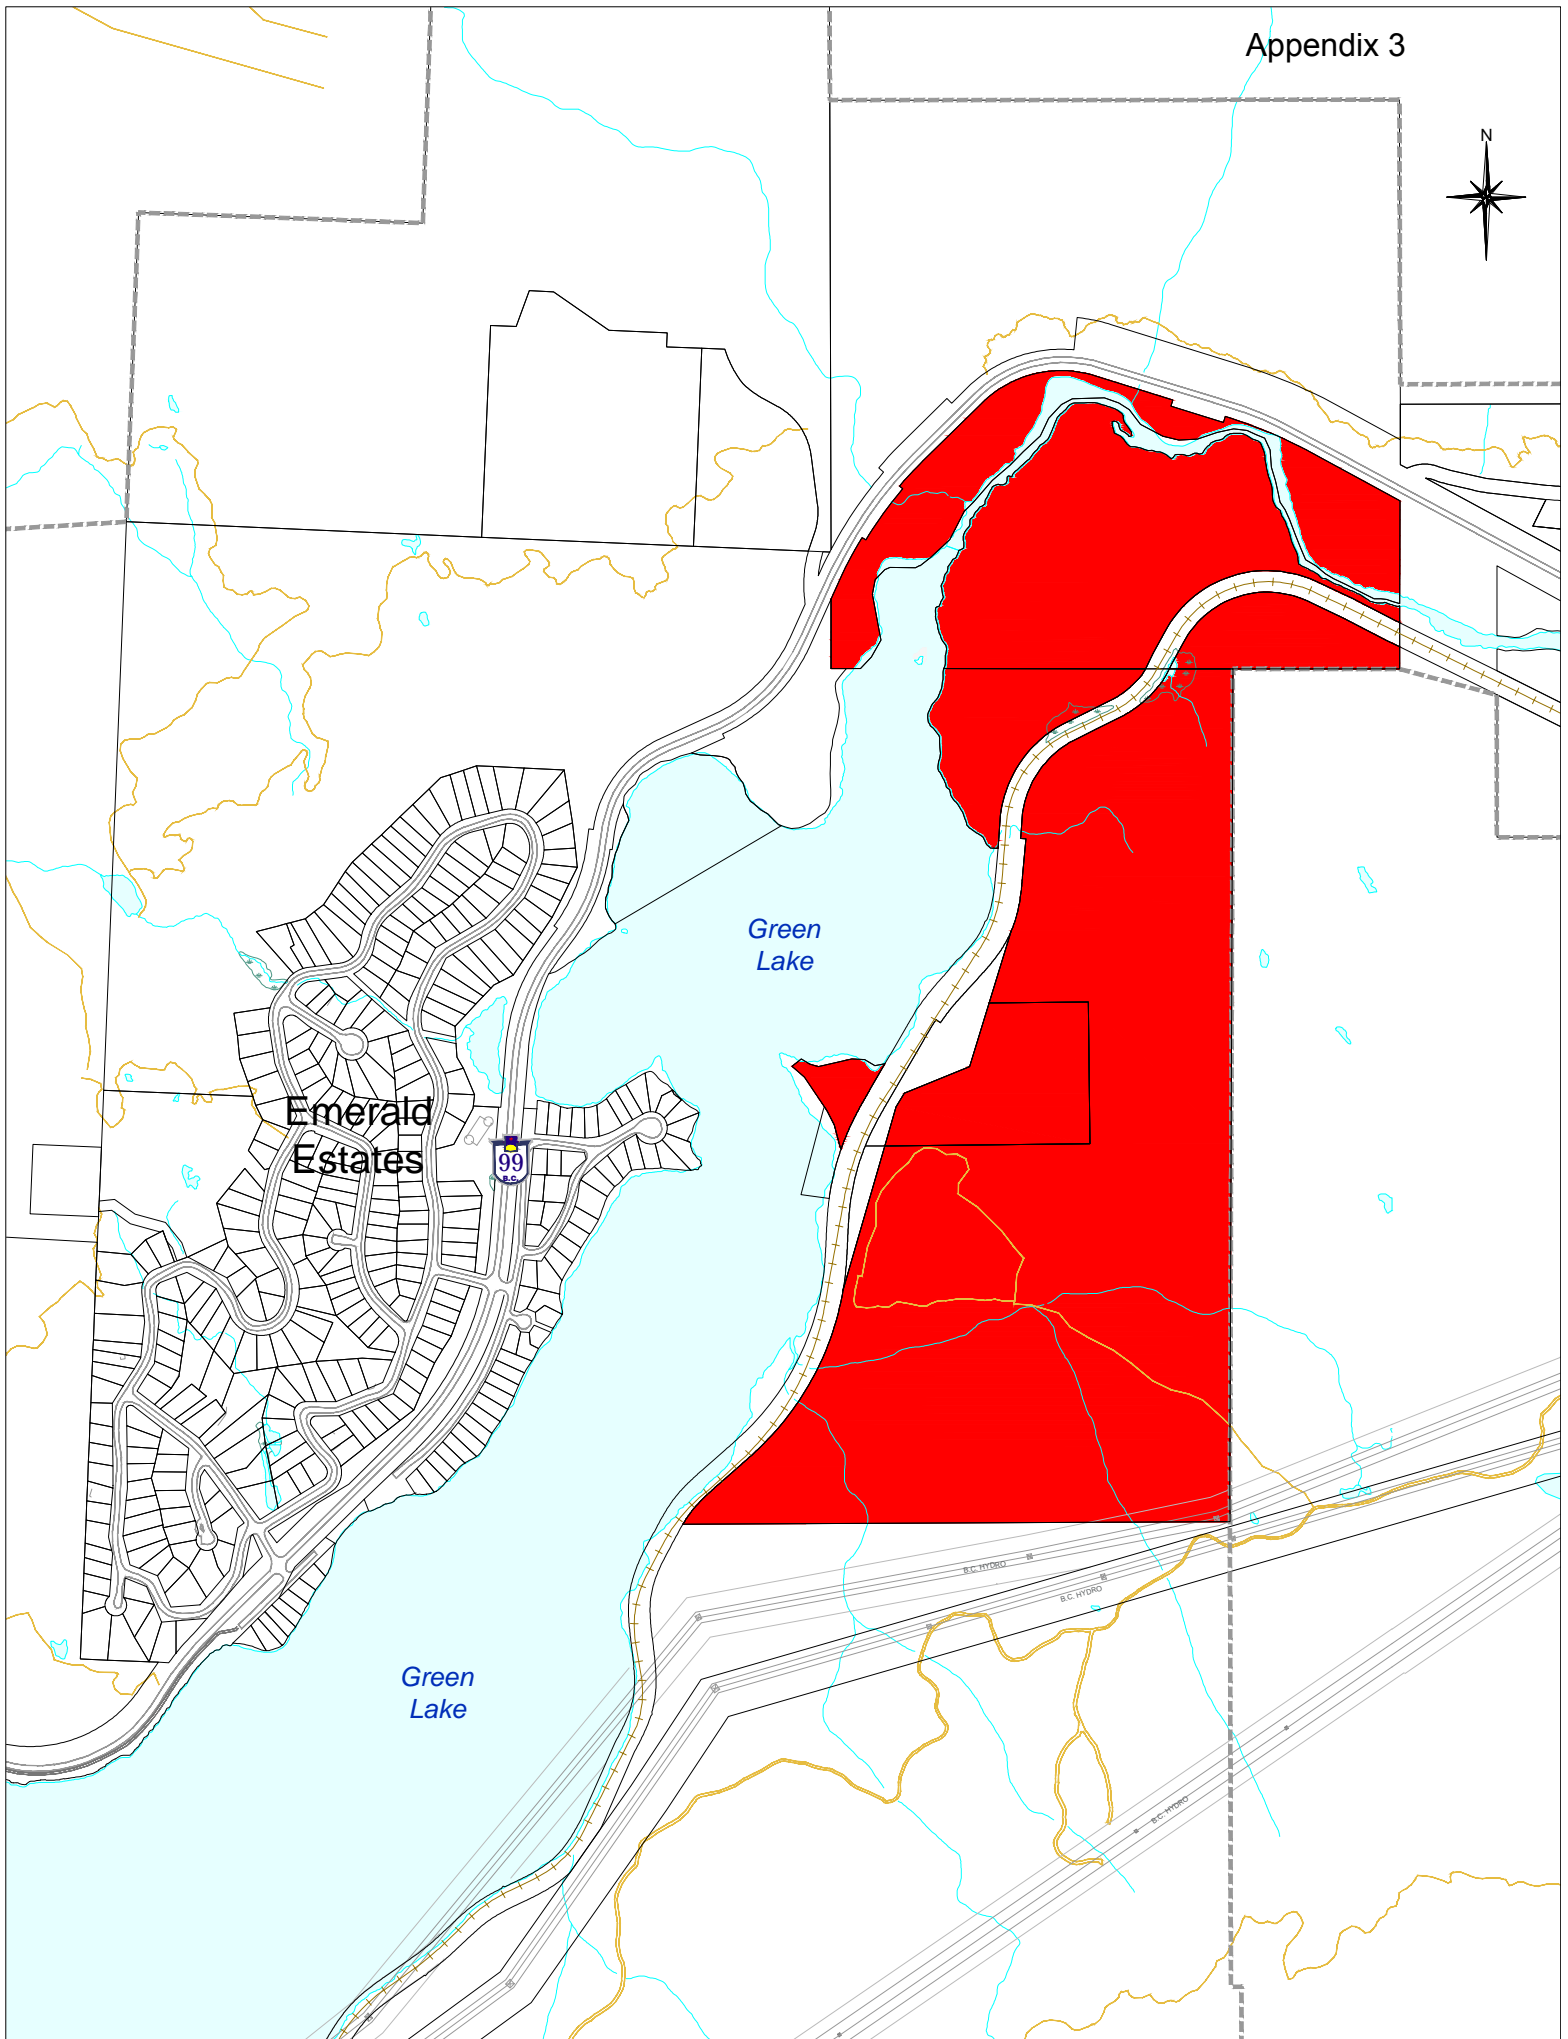 Appendix 3
N
Green
Lake
Emerald
Estates
99
B.C.
B.C. HYDRO
B.C. HYDRO
Green
Lake
B.C. HYDRO